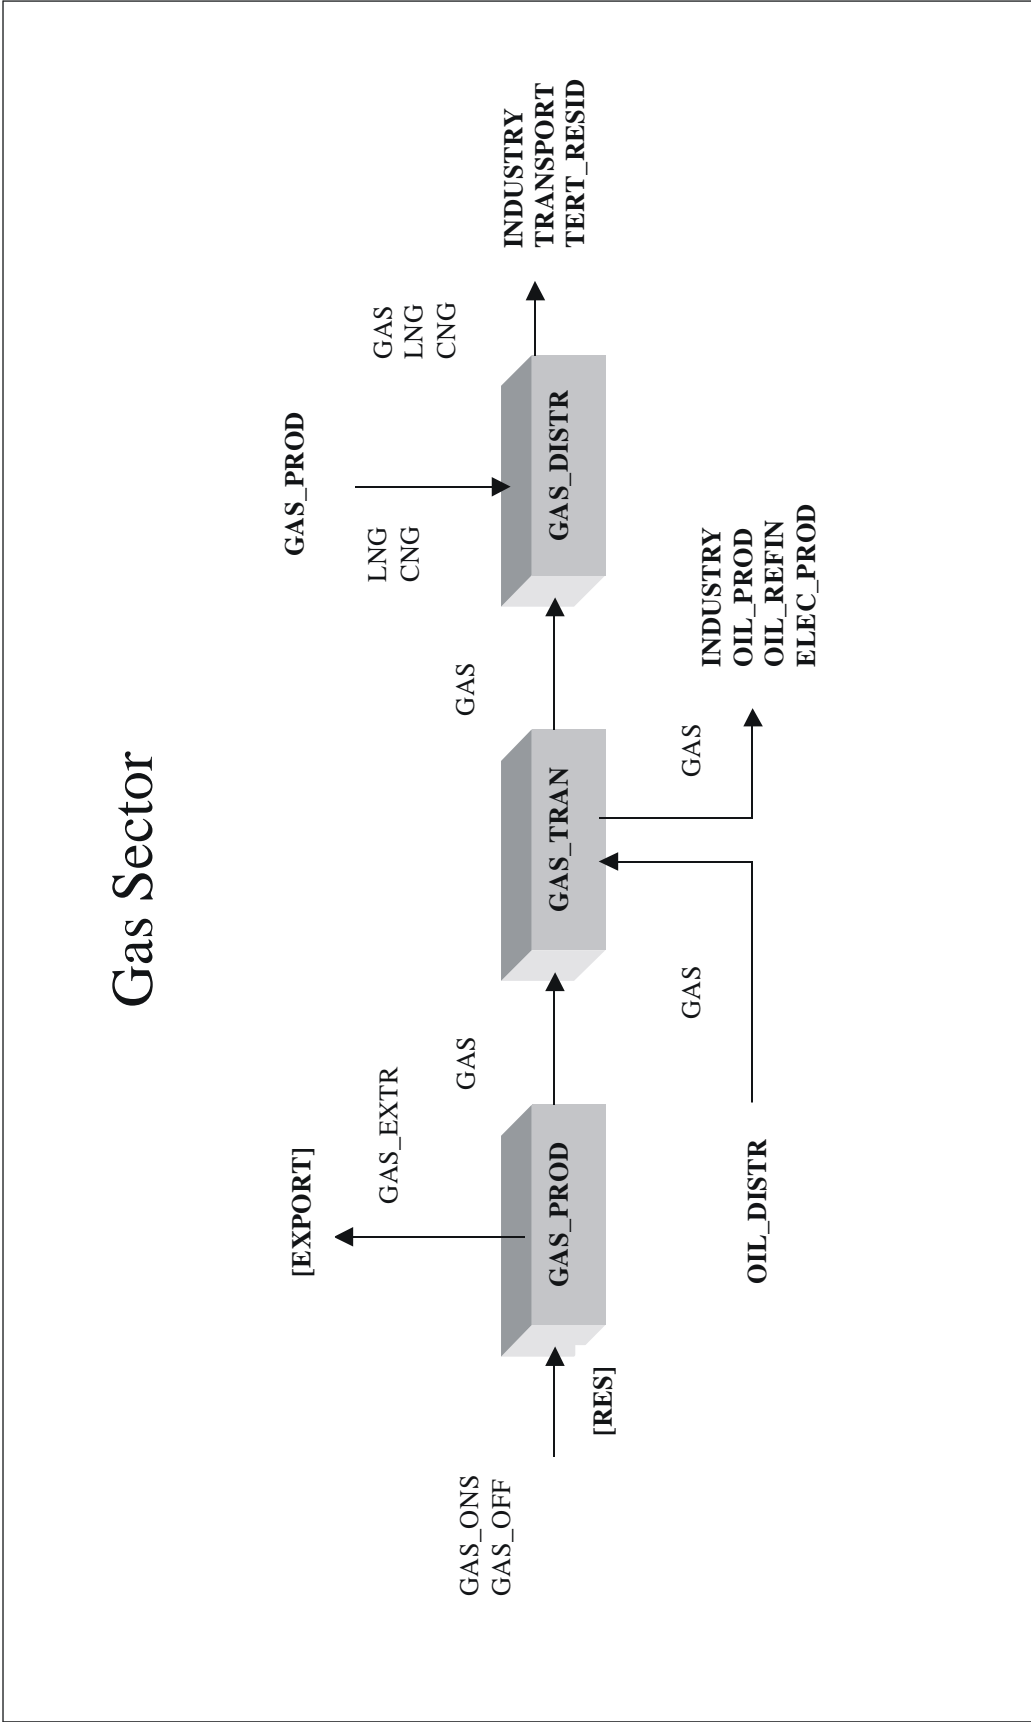 Gas Sector
[EXPORT]
GAS_EXTR
GAS_PROD
LNG
CNG
GAS
LNG
CNG
GAS_ONS
GAS_OFF
GAS
GAS
INDUSTRY
TRANSPORT
TERT_RESID
GAS_PROD
GAS_TRAN
GAS_DISTR
[RES]
GAS
GAS
INDUSTRY
OIL_PROD
OIL_REFIN
ELEC_PROD
OIL_DISTR